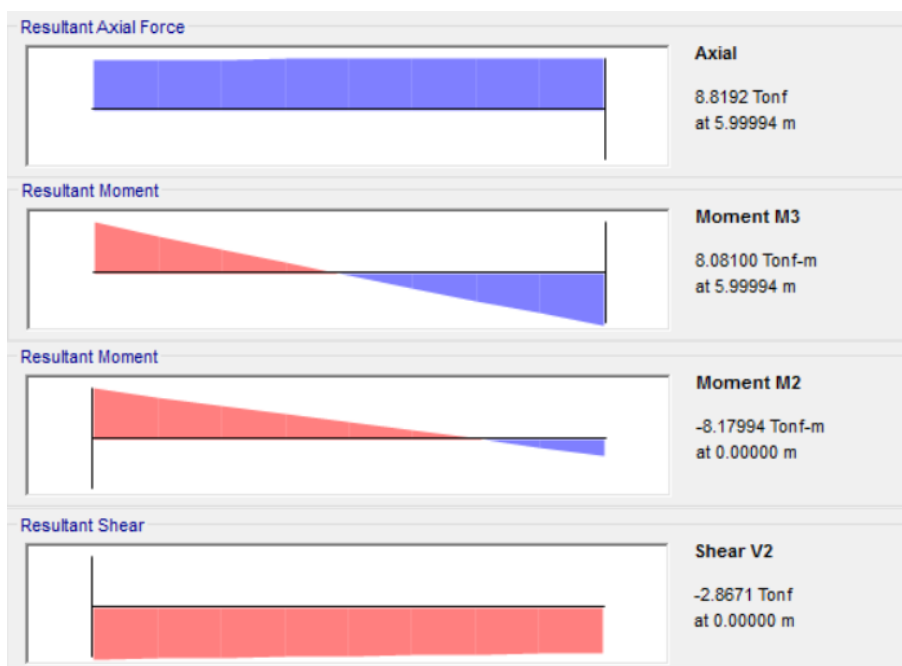 Resultant Axial Force
Axial
8.8192 Tonf
at 5.99994 m
Resultant Moment
Moment M3
8.08100 Tonf-m
at 5.99994 m
Resultant Moment
Moment M2
-8.17994 Tonf-m
at 0.00000 m
Resultant Shear
Shear V2
-2.8671 Tonf
at 0.00000 m